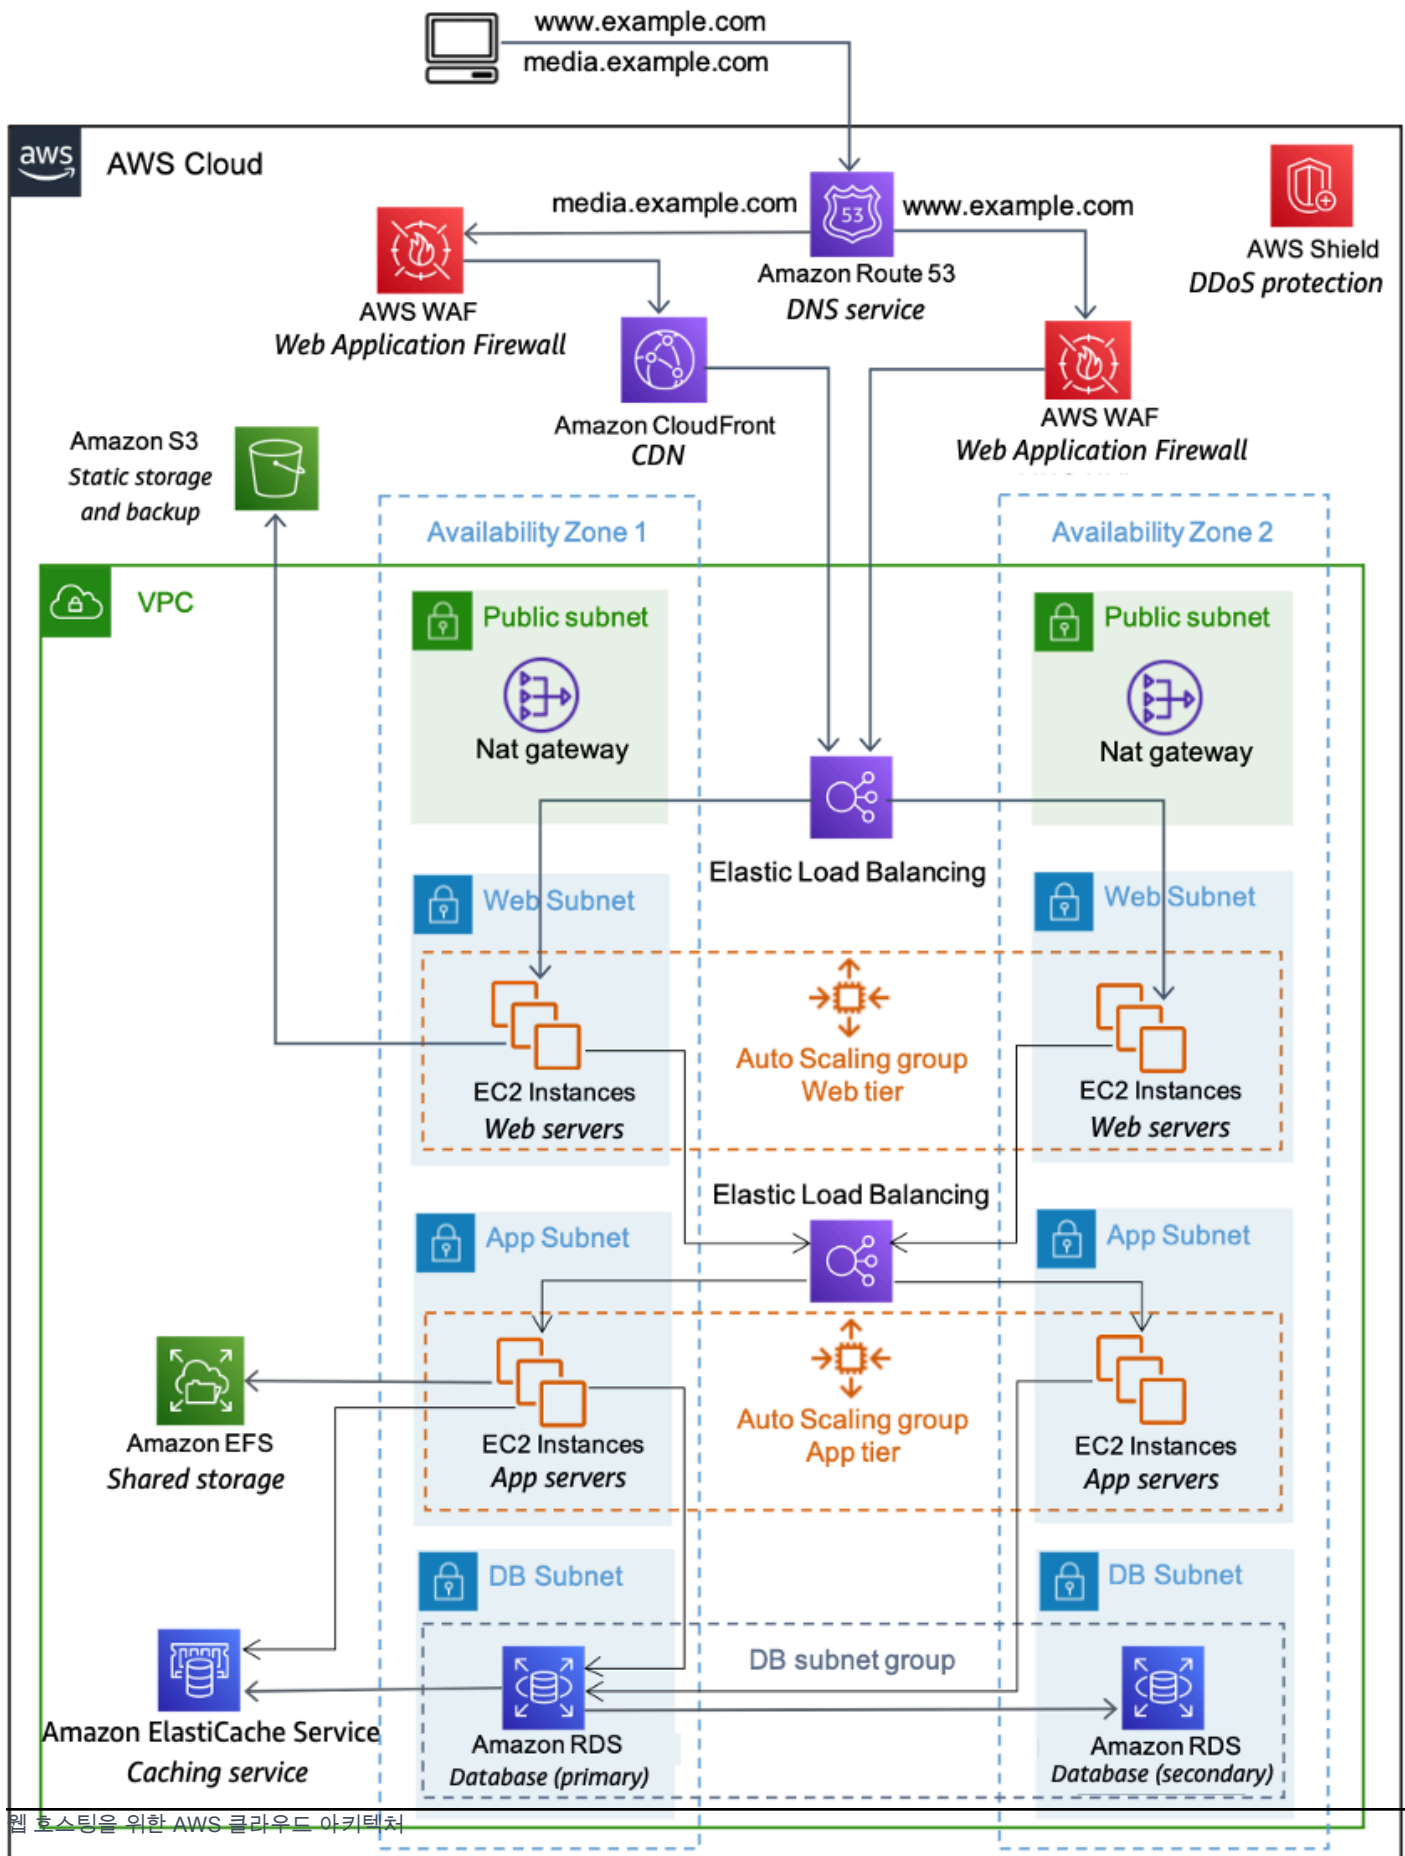 www.example.com
media.example.com
aws
AWS Cloud
media.example.com
53
www.example.com
AWS Shield
DDoS protection
Amazon Route 53
DNS service
AWS WAF
Web Application Firewall
Amazon CloudFront
CDN
AWS WAF
Web Application Firewall
Amazon S3
Static storage
and backup
Availability Zone 1
Availability Zone 2
VPC
Public subnet
Nat gateway
Public subnet
Nat gateway
Elastic Load Balancing
Web Subnet
Web Subnet
EC2 Instances
Web servers
Auto Scaling group
Web tier
EC2 Instances
Web servers
Elastic Load Balancing
App Subnet
App Subnet
Amazon EFS
Shared storage
EC2 Instances
App servers
Auto Scaling group
App tier
EC2 Instances
App servers
DB Subnet
DB Subnet
DB subnet group
Amazon ElastiCache Service
Caching service
Amazon RDS
Database (primary)
Amazon RDS
Database (secondary)
웹 호스팅을 위한 AWS 클라우드 아키텍처